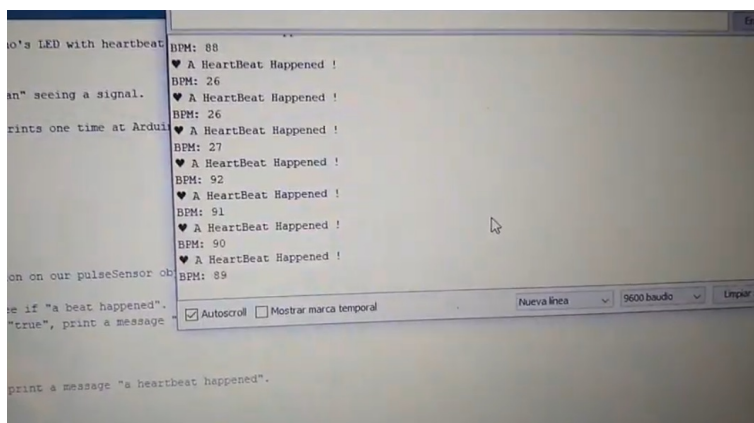 o's LED with heartbeat
an" seeing a signal.
rints one time at Ardui
on on our pulseSensor ob
e if "a beat happened".
"true", print a message "
print a message "a heartbeat happened".
BPM: 88
♥ A HeartBeat Happened !
BPM: 26
♥ A HeartBeat Happened !
BPM: 26
♥ A HeartBeat Happened !
BPM: 27
♥ A HeartBeat Happened !
BPM: 92
♥ A HeartBeat Happened !
BPM: 91
♥ A HeartBeat Happened !
BPM: 90
♥ A HeartBeat Happened !
BPM: 89
Autoscroll Mostrar marca temporal Nueva línea 9600 baudio Limpiar